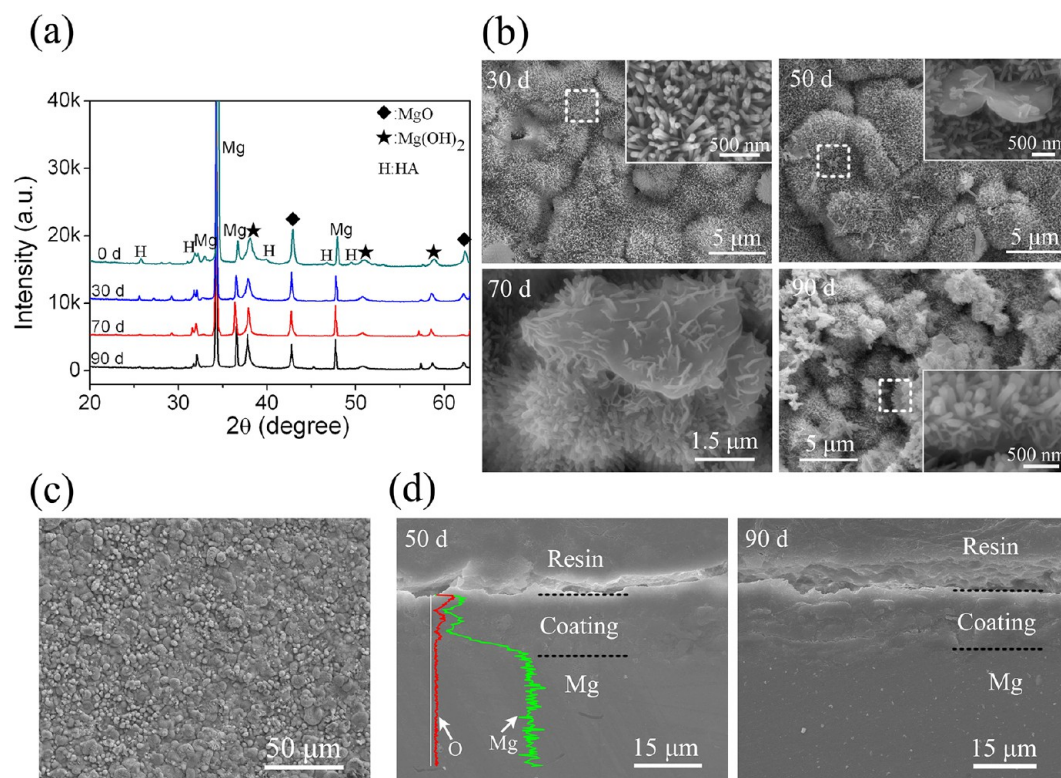 (a)
Intensity (a.u.)
40k
30k
20k
10k
0
20
30
40
50
60
2θ (degree)
◆:MgO
★:Mg(OH)₂
H:HA
Mg
H
H
Mg
Mg
H
Mg
H
H
0 d
30 d
70 d
90 d
(b)
30 d
500 nm
5 μm
50 d
500 nm
5 μm
70 d
1.5 μm
90 d
5 μm
500 nm
(c)
50 μm
(d)
50 d
Resin
Coating
Mg
O
Mg
15 μm
90 d
Resin
Coating
Mg
15 μm